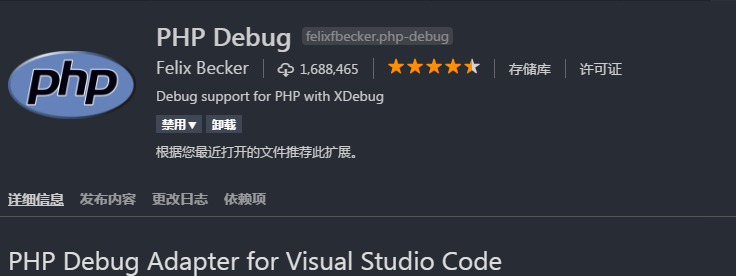 PHP Debug felixfbecker.php-debug
php
Felix Becker 1,688,465 存储库 许可证
Debug support for PHP with XDebug
禁用▼ 卸载
根据您最近打开的文件推荐此扩展。
详细信息 发布内容 更改日志 依赖项
PHP Debug Adapter for Visual Studio Code